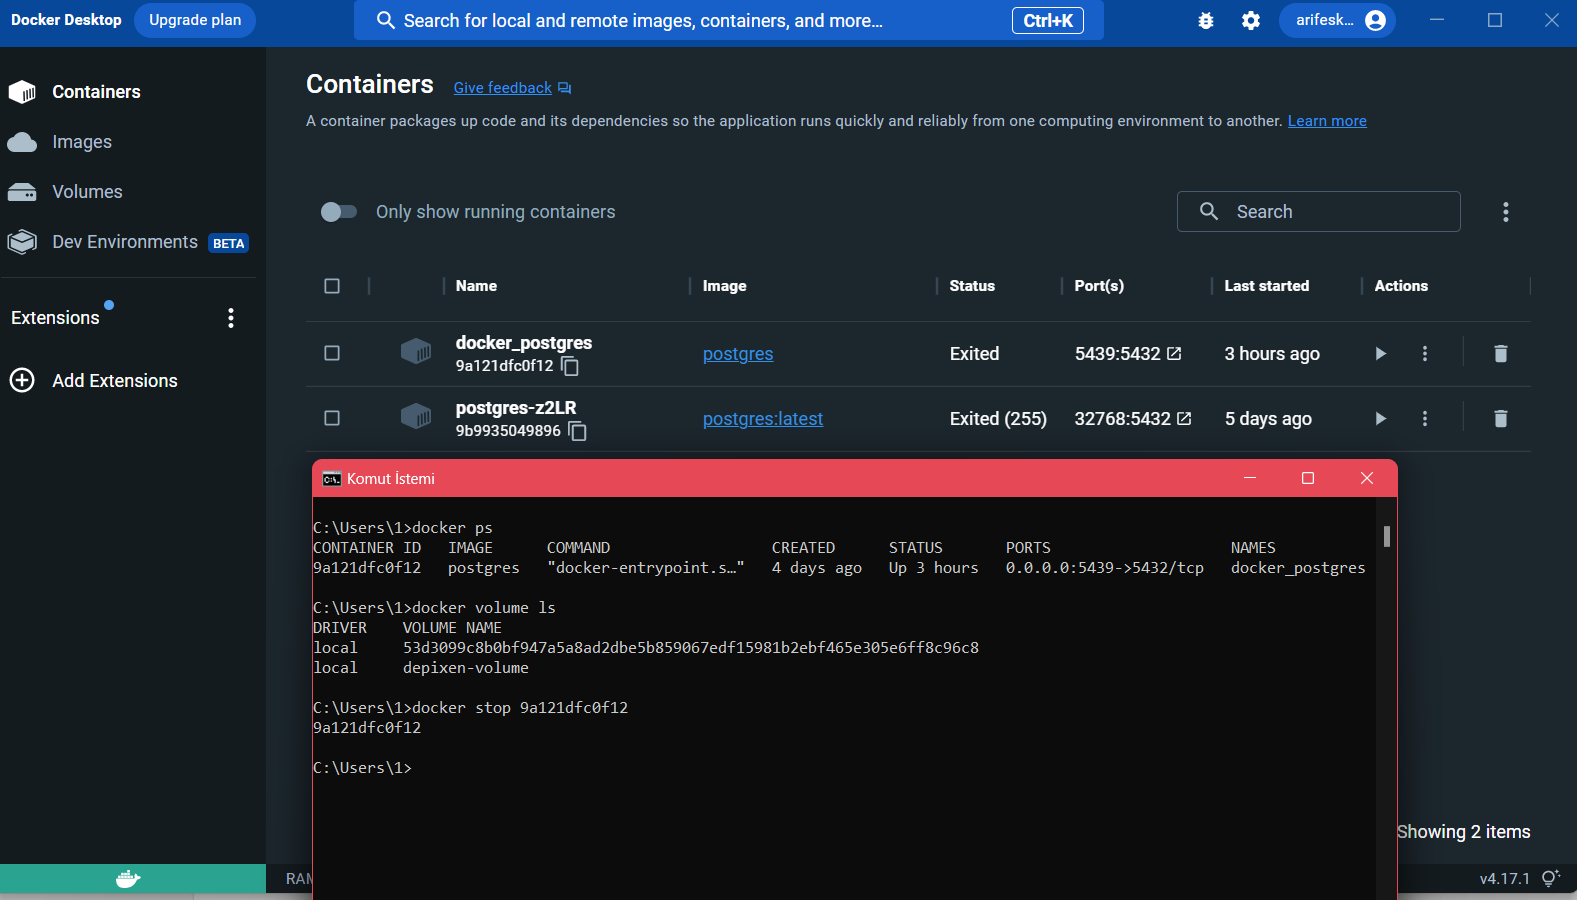 Docker Desktop Upgrade plan Search for local and remote images, containers, and more... Ctrl+K arifesk...
Containers
Images
Volumes
Dev Environments BETA
Extensions
Add Extensions
Containers Give feedback
A container packages up code and its dependencies so the application runs quickly and reliably from one computing environment to another. Learn more
Only show running containers Search
Name Image Status Port(s) Last started Actions
docker_postgres
9a121dfc0f12
postgres Exited 5439:5432 3 hours ago
postgres-z2LR
9b9935049896
postgres:latest Exited (255) 32768:5432 5 days ago
Komut İstemi
C:\Users\1>docker ps
CONTAINER ID IMAGE COMMAND CREATED STATUS PORTS NAMES
9a121dfc0f12 postgres "docker-entrypoint.s…" 4 days ago Up 3 hours 0.0.0.0:5439->5432/tcp docker_postgres
C:\Users\1>docker volume ls
DRIVER VOLUME NAME
local 53d3099c8b0bf947a5a8ad2dbe5b859067edf15981b2ebf465e305e6ff8c96c8
local depixen-volume
C:\Users\1>docker stop 9a121dfc0f12
9a121dfc0f12
C:\Users\1>
Showing 2 items
v4.17.1